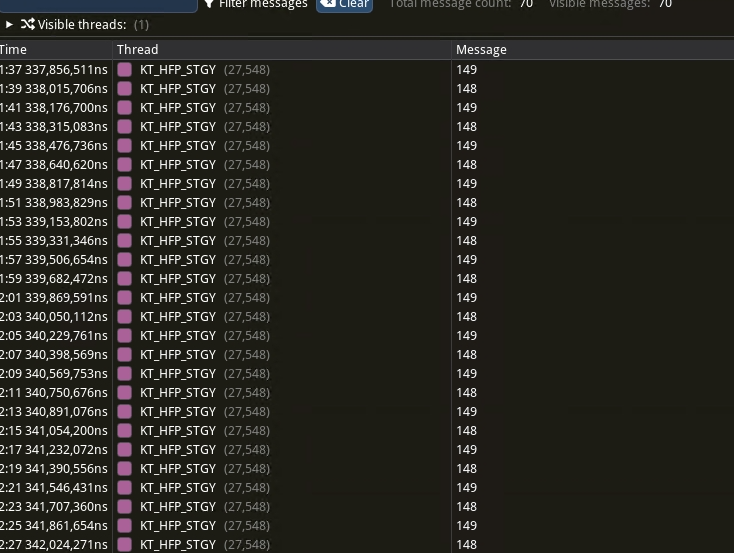 Filter messages Clear Total message count: 70 Visible messages: 70
Visible threads: (1)
Time Thread Message
1:37 337,856,511ns KT_HFP_STGY (27,548) 149
1:39 338,015,706ns KT_HFP_STGY (27,548) 148
1:41 338,176,700ns KT_HFP_STGY (27,548) 149
1:43 338,315,083ns KT_HFP_STGY (27,548) 148
1:45 338,476,736ns KT_HFP_STGY (27,548) 149
1:47 338,640,620ns KT_HFP_STGY (27,548) 148
1:49 338,817,814ns KT_HFP_STGY (27,548) 149
1:51 338,983,829ns KT_HFP_STGY (27,548) 148
1:53 339,153,802ns KT_HFP_STGY (27,548) 149
1:55 339,331,346ns KT_HFP_STGY (27,548) 148
1:57 339,506,654ns KT_HFP_STGY (27,548) 149
1:59 339,682,472ns KT_HFP_STGY (27,548) 148
2:01 339,869,591ns KT_HFP_STGY (27,548) 149
2:03 340,050,112ns KT_HFP_STGY (27,548) 148
2:05 340,229,761ns KT_HFP_STGY (27,548) 149
2:07 340,398,569ns KT_HFP_STGY (27,548) 148
2:09 340,569,753ns KT_HFP_STGY (27,548) 149
2:11 340,750,676ns KT_HFP_STGY (27,548) 148
2:13 340,891,076ns KT_HFP_STGY (27,548) 149
2:15 341,054,200ns KT_HFP_STGY (27,548) 148
2:17 341,232,072ns KT_HFP_STGY (27,548) 149
2:19 341,390,556ns KT_HFP_STGY (27,548) 148
2:21 341,546,431ns KT_HFP_STGY (27,548) 149
2:23 341,707,360ns KT_HFP_STGY (27,548) 148
2:25 341,861,654ns KT_HFP_STGY (27,548) 149
2:27 342,024,271ns KT_HFP_STGY (27,548) 148